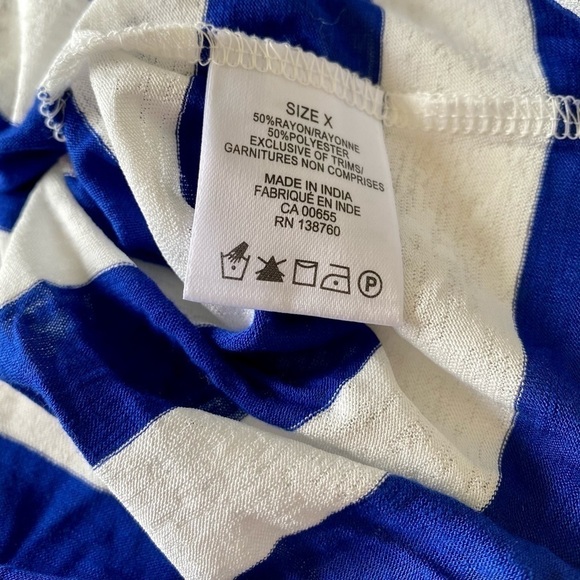 SIZE X
50%RAYON/RAYONNE
50%POLYESTER
EXCLUSIVE OF TRIMS/
GARNITURES NON COMPRISES
MADE IN INDIA
FABRIQUÉ EN INDE
CA 00655
RN 138760
P